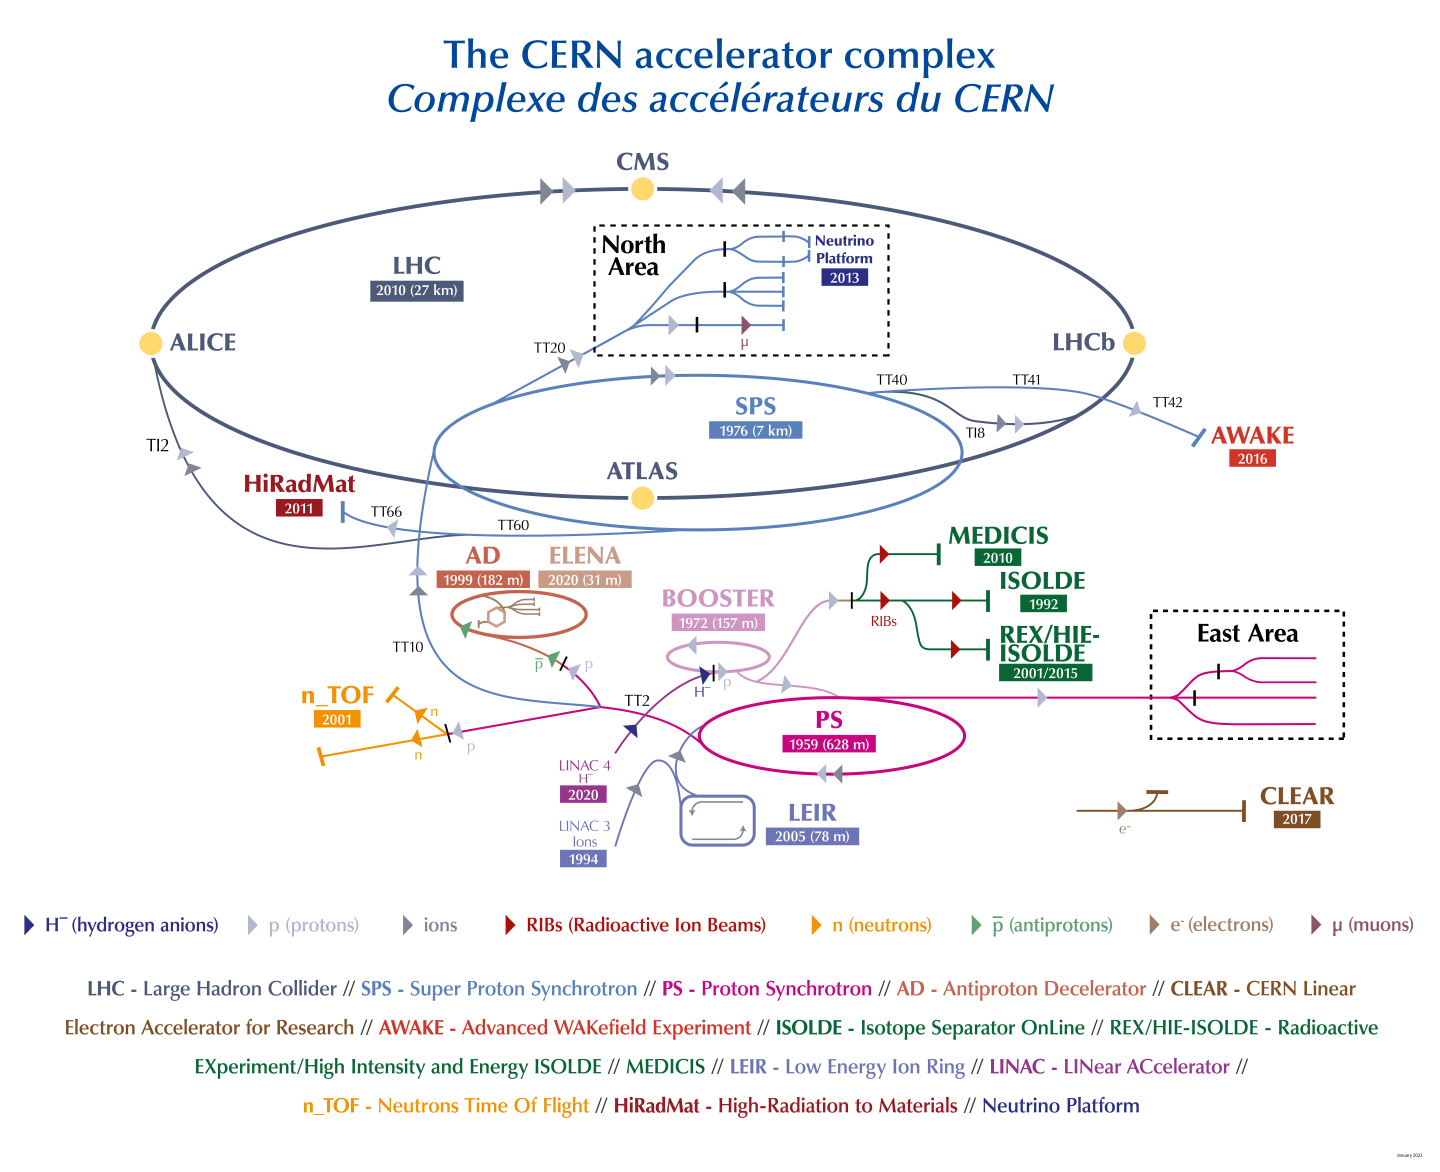 The CERN accelerator complex
Complexe des accélérateurs du CERN
CMS
North
Area
Neutrino
Platform
2013
LHC
2010 (27 km)
ALICE
LHCb
TT20
µ
TT40
TT41
TT42
SPS
1976 (7 km)
TI8
AWAKE
2016
TI2
ATLAS
HiRadMat
2011
TT66
TT60
MEDICIS
2010
AD
1999 (182 m)
ELENA
2020 (31 m)
ISOLDE
1992
BOOSTER
1972 (157 m)
RIBs
REX/HIE-
ISOLDE
2001/2015
East Area
TT10
p̅
p
H⁻
p
n_TOF
2001
n
n
p
TT2
PS
1959 (628 m)
LINAC 4
H⁻
2020
LINAC 3
Ions
1994
LEIR
2005 (78 m)
e⁻
CLEAR
2017
H⁻ (hydrogen anions)
p (protons)
ions
RIBs (Radioactive Ion Beams)
n (neutrons)
p̅ (antiprotons)
e⁻ (electrons)
µ (muons)
LHC - Large Hadron Collider // SPS - Super Proton Synchrotron // PS - Proton Synchrotron // AD - Antiproton Decelerator // CLEAR - CERN Linear
Electron Accelerator for Research // AWAKE - Advanced WAKefield Experiment // ISOLDE - Isotope Separator OnLine // REX/HIE-ISOLDE - Radioactive
EXperiment/High Intensity and Energy ISOLDE // MEDICIS // LEIR - Low Energy Ion Ring // LINAC - LINear ACcelerator //
n_TOF - Neutrons Time Of Flight // HiRadMat - High-Radiation to Materials // Neutrino Platform
January 2022